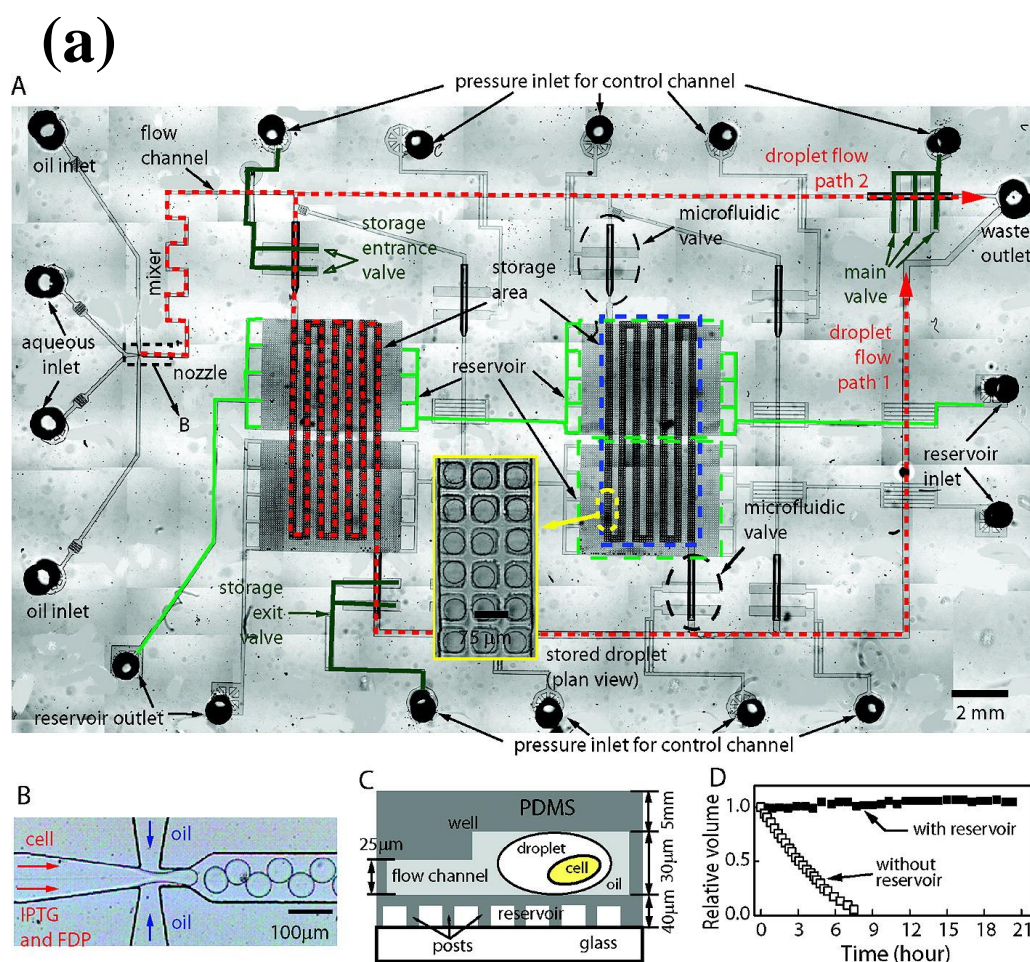 (a)
A
pressure inlet for control channel
oil inlet
flow
channel
droplet flow
path 2
mixer
storage
entrance
valve
storage
area
microfluidic
valve
waste
outlet
main
valve
aqueous
inlet
nozzle
B
reservoir
droplet
flow
path 1
reservoir
inlet
microfluidic
valve
oil inlet
storage
exit
valve
75 μm
stored droplet
(plan view)
reservoir outlet
2 mm
pressure inlet for control channel
B
cell
oil
IPTG
and FDP
oil
100μm
C
PDMS
5mm
well
25μm
droplet
cell
30μm
flow channel
oil
reservoir
40μm
posts
glass
D
Relative volume
1.0
0.5
0.0
with reservoir
without
reservoir
0 3 6 9 12 15 18 21
Time (hour)